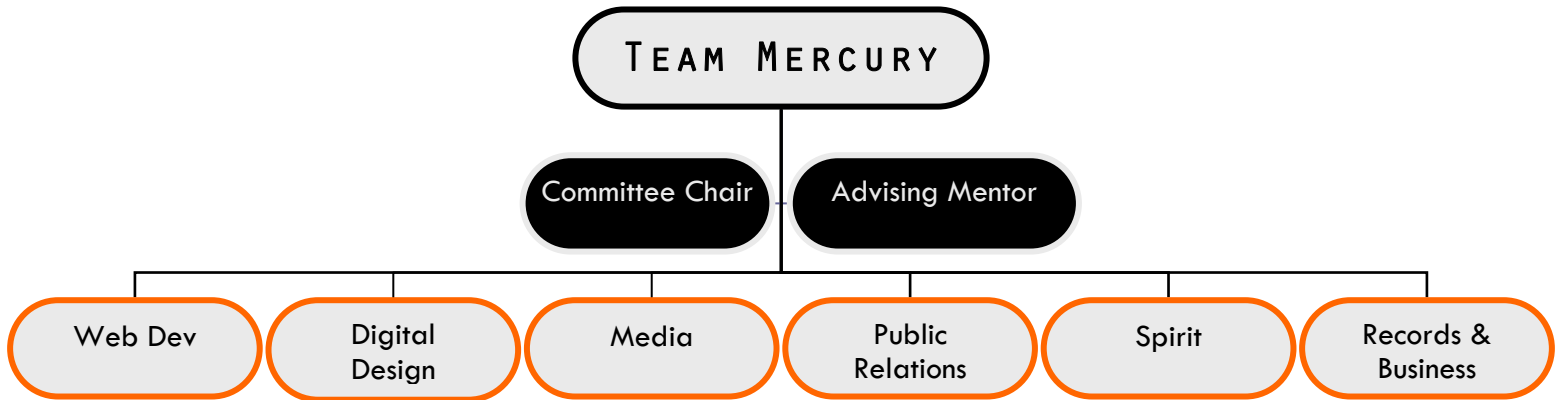 TEAM MERCURY
Committee Chair
Advising Mentor
Web Dev
Digital
Design
Media
Public
Relations
Spirit
Records &
Business